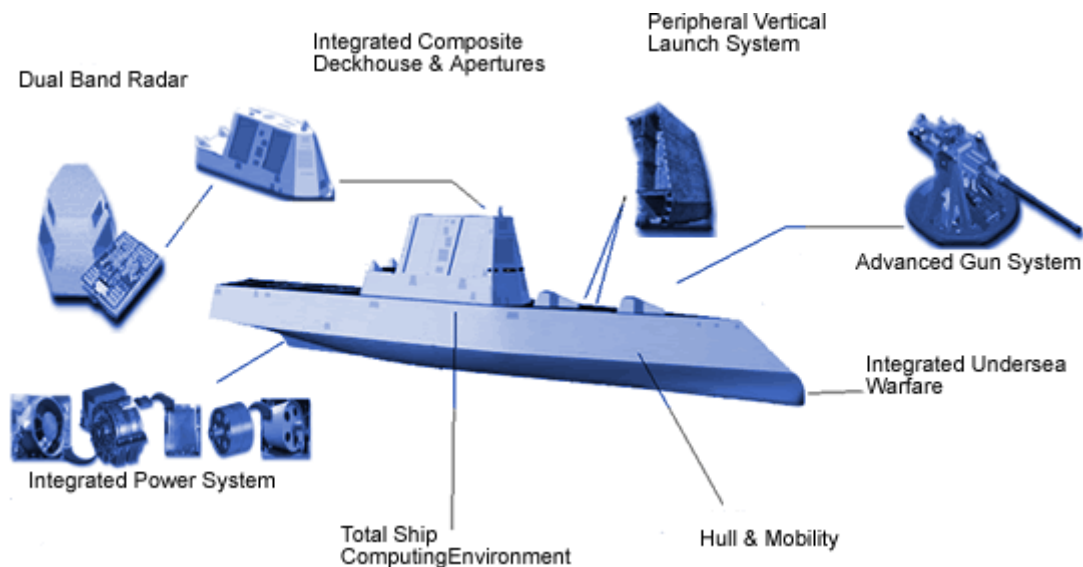 Peripheral Vertical
Launch System
Integrated Composite
Deckhouse & Apertures
Dual Band Radar
Advanced Gun System
Integrated Undersea
Warfare
Integrated Power System
Total Ship
ComputingEnvironment
Hull & Mobility